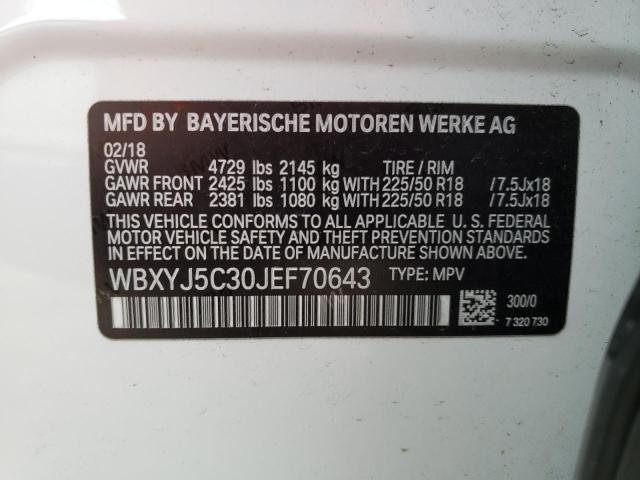 MFD BY BAYERISCHE MOTOREN WERKE AG
02/18
GVWR 4729 lbs 2145 kg TIRE / RIM
GAWR FRONT 2425 lbs 1100 kg WITH 225/50 R18 /7.5Jx18
GAWR REAR 2381 lbs 1080 kg WITH 225/50 R18 /7.5Jx18
THIS VEHICLE CONFORMS TO ALL APPLICABLE U. S. FEDERAL
MOTOR VEHICLE SAFETY AND THEFT PREVENTION STANDARDS
IN EFFECT ON THE DATE OF MANUFACTURE SHOWN ABOVE.
WBXYJ5C30JEF70643 TYPE: MPV
300/0
7 320 730